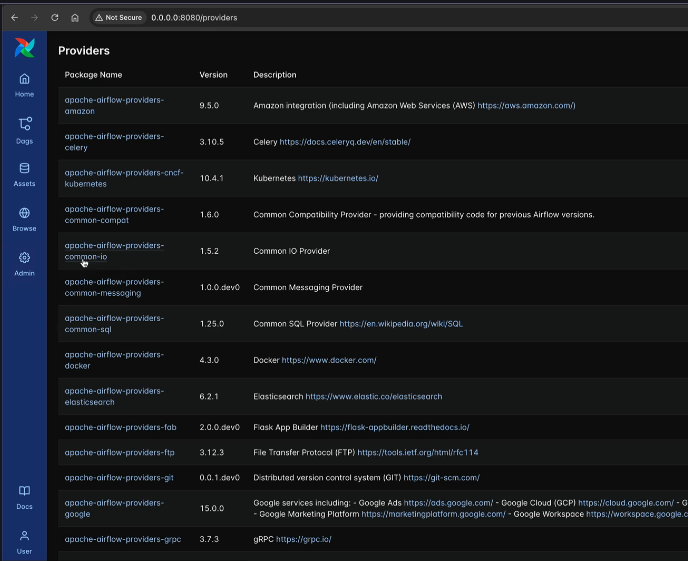 Not Secure 0.0.0.0:8080/providers
Providers
Package Name Version Description
apache-airflow-providers-
amazon 9.5.0 Amazon integration (including Amazon Web Services (AWS) https://aws.amazon.com/)
apache-airflow-providers-
celery 3.10.5 Celery https://docs.celeryq.dev/en/stable/
apache-airflow-providers-cncf-
kubernetes 10.4.1 Kubernetes https://kubernetes.io/
apache-airflow-providers-
common-compat 1.6.0 Common Compatibility Provider - providing compatibility code for previous Airflow versions.
apache-airflow-providers-
common-io 1.5.2 Common IO Provider
apache-airflow-providers-
common-messaging 1.0.0.dev0 Common Messaging Provider
apache-airflow-providers-
common-sql 1.25.0 Common SQL Provider https://en.wikipedia.org/wiki/SQL
apache-airflow-providers-
docker 4.3.0 Docker https://www.docker.com/
apache-airflow-providers-
elasticsearch 6.2.1 Elasticsearch https://www.elastic.co/elasticsearch
apache-airflow-providers-fab 2.0.0.dev0 Flask App Builder https://flask-appbuilder.readthedocs.io/
apache-airflow-providers-ftp 3.12.3 File Transfer Protocol (FTP) https://tools.ietf.org/html/rfc114
apache-airflow-providers-git 0.0.1.dev0 Distributed version control system (GIT) https://git-scm.com/
apache-airflow-providers- Google services including: - Google Ads https://ads.google.com/ - Google Cloud (GCP) https://cloud.google.com/ - G
google 15.0.0 - Google Marketing Platform https://marketingplatform.google.com/ - Google Workspace https://workspace.google.c
apache-airflow-providers-grpc 3.7.3 gRPC https://grpc.io/
Home
Dags
Assets
Browse
Admin
Docs
User